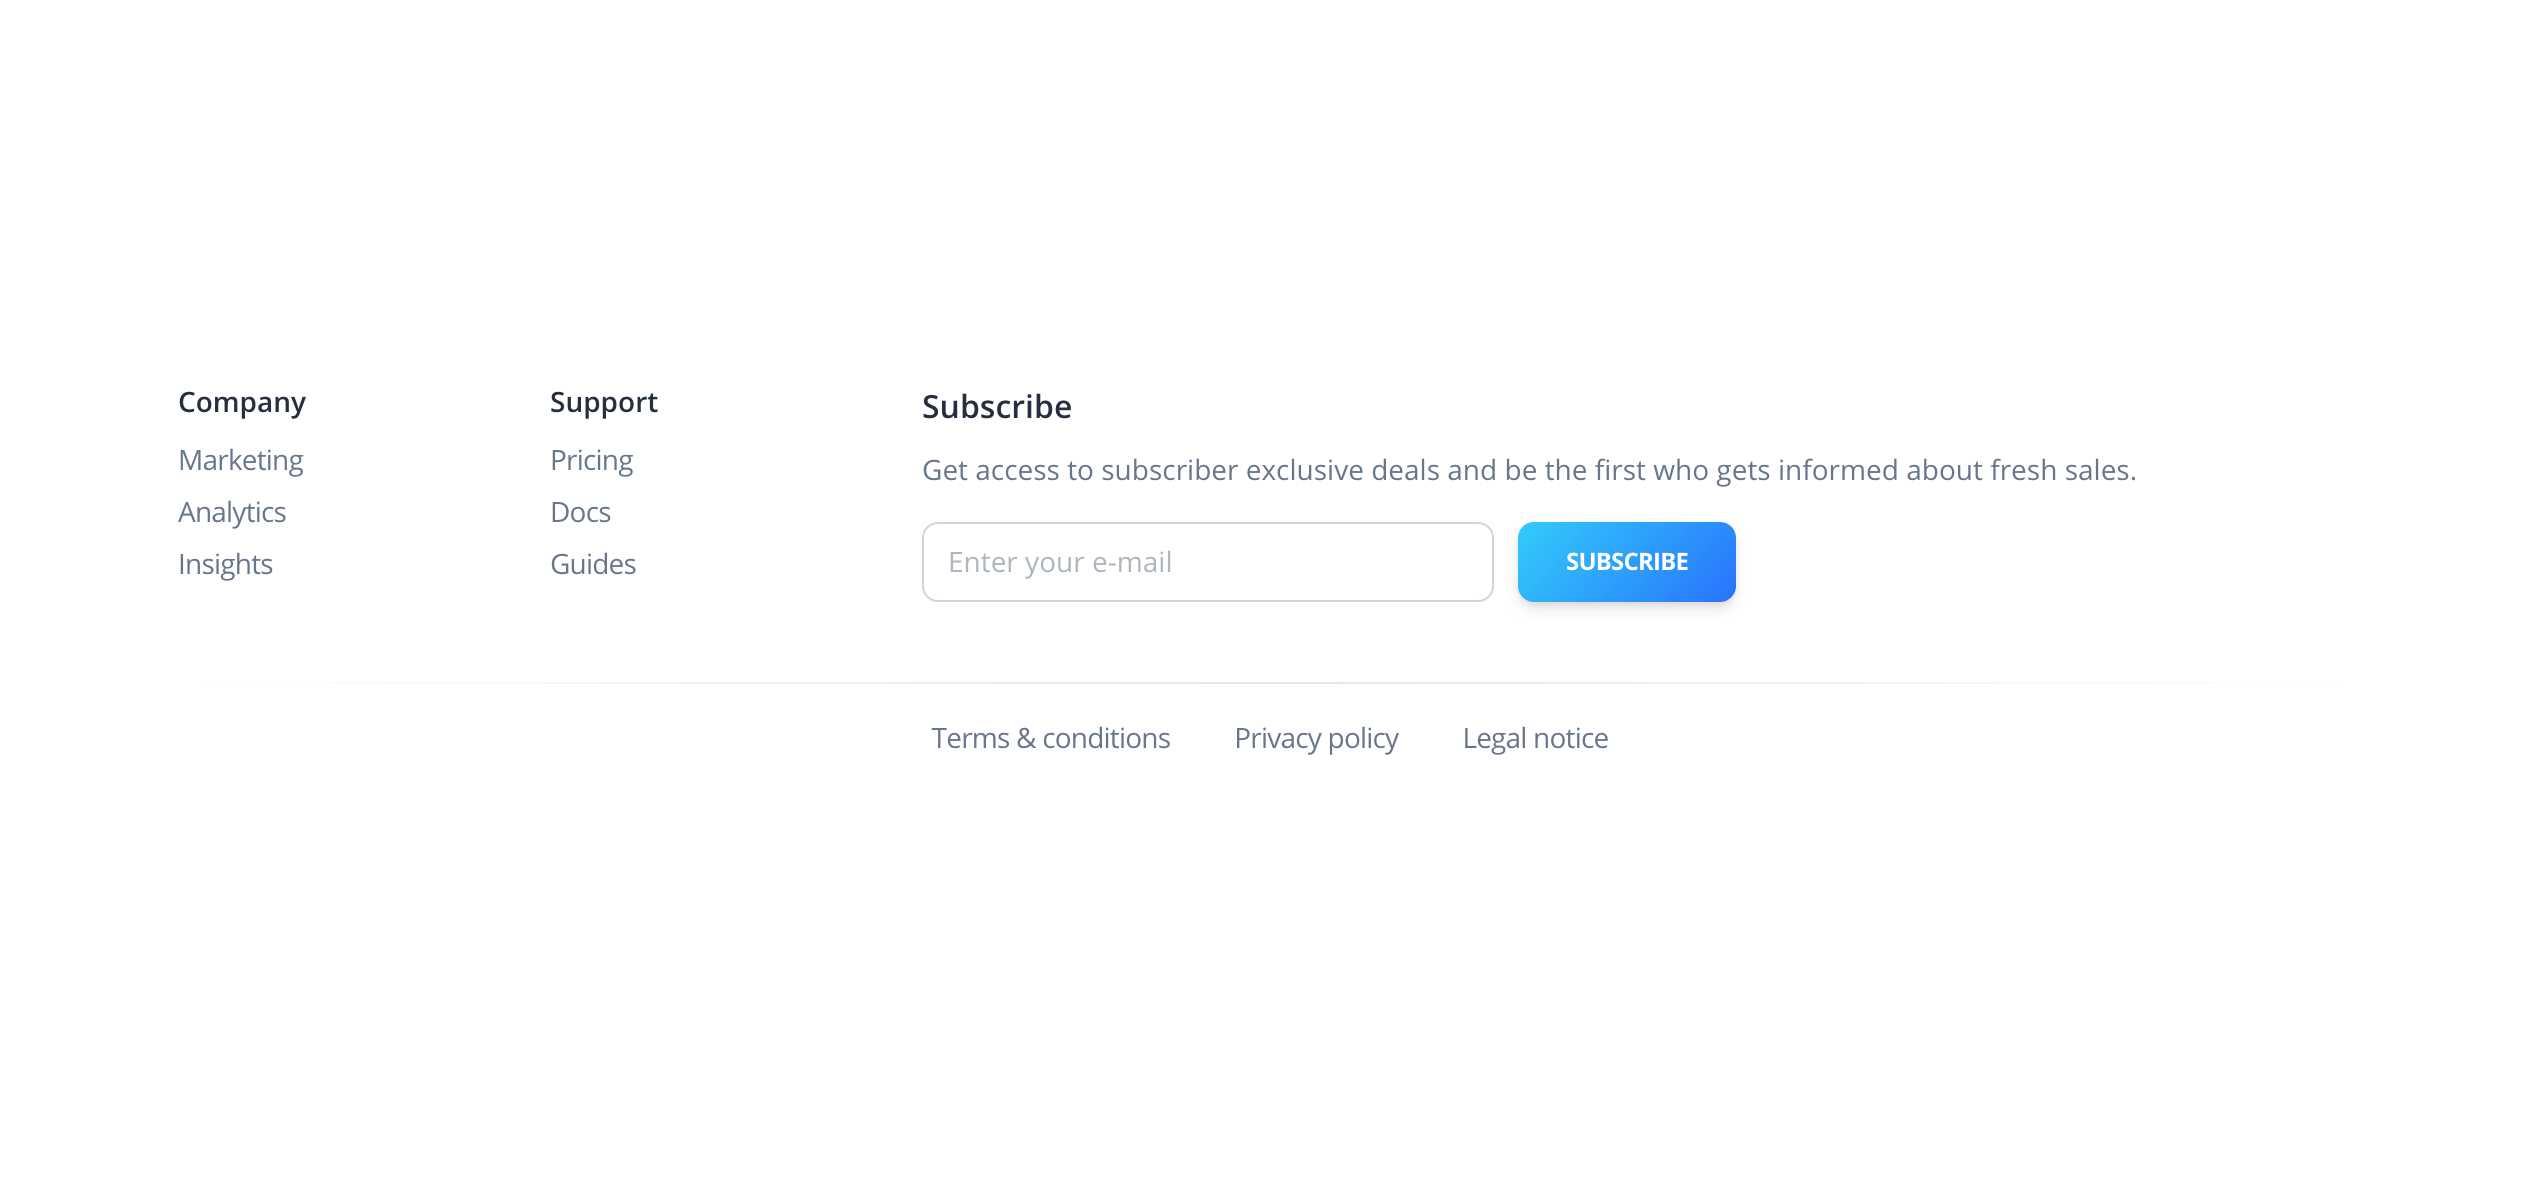 Company
Marketing
Analytics
Insights
Support
Pricing
Docs
Guides
Subscribe
Get access to subscriber exclusive deals and be the first who gets informed about fresh sales.
Enter your e-mail
SUBSCRIBE
Terms & conditions
Privacy policy
Legal notice